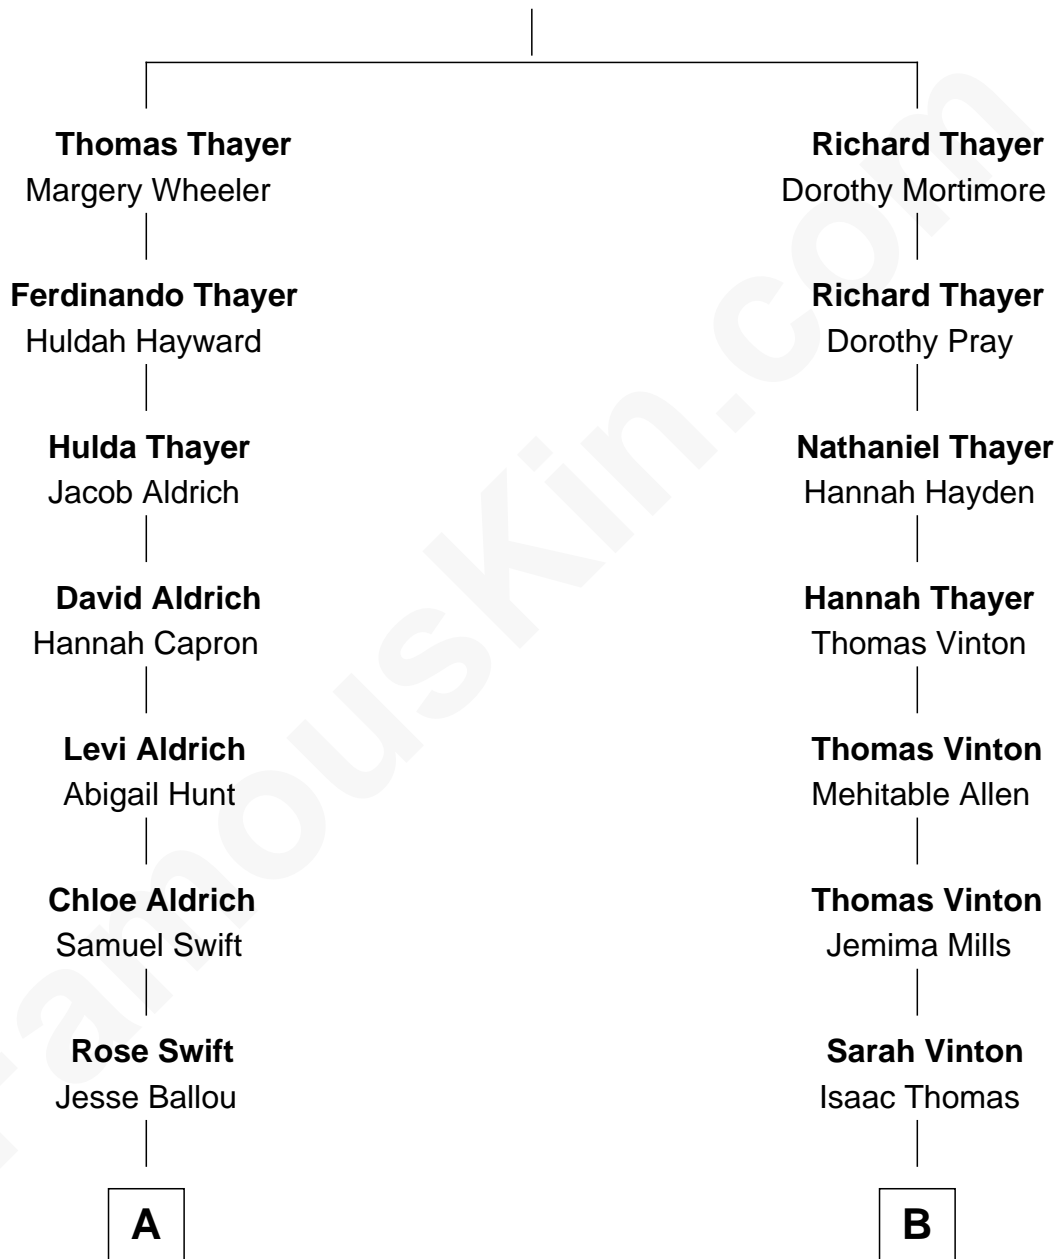 Thomas Thayer
Margery Wheeler
Richard Thayer
Dorothy Mortimore
Ferdinando Thayer
Huldah Hayward
Richard Thayer
Dorothy Pray
Hulda Thayer
Jacob Aldrich
Nathaniel Thayer
Hannah Hayden
David Aldrich
Hannah Capron
Hannah Thayer
Thomas Vinton
Levi Aldrich
Abigail Hunt
Thomas Vinton
Mehitable Allen
Chloe Aldrich
Samuel Swift
Thomas Vinton
Jemima Mills
Rose Swift
Jesse Ballou
Sarah Vinton
Isaac Thomas
A
B
FamousKin.com